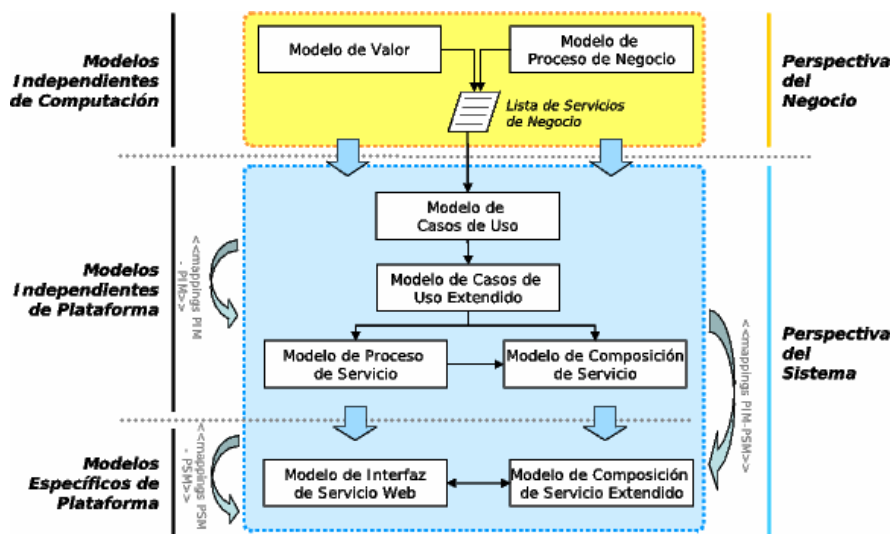 Modelos
Independientes
de Computación
Modelo de Valor
Modelo de
Proceso de Negocio
Lista de Servicios
de Negocio
Perspectiva
del
Negocio
Modelos
Independientes
de Plataforma
<<mappings PIM
- PIM>>
Modelo de
Casos de Uso
Modelo de Casos de
Uso Extendido
Modelo de Proceso
de Servicio
Modelo de Composición
de Servicio
<<mappings PIM-PSM>>
Perspectiva
del
Sistema
Modelos
Específicos de
Plataforma
<<mappings PSM
- PSM>>
Modelo de Interfaz
de Servicio Web
Modelo de Composición
de Servicio Extendido